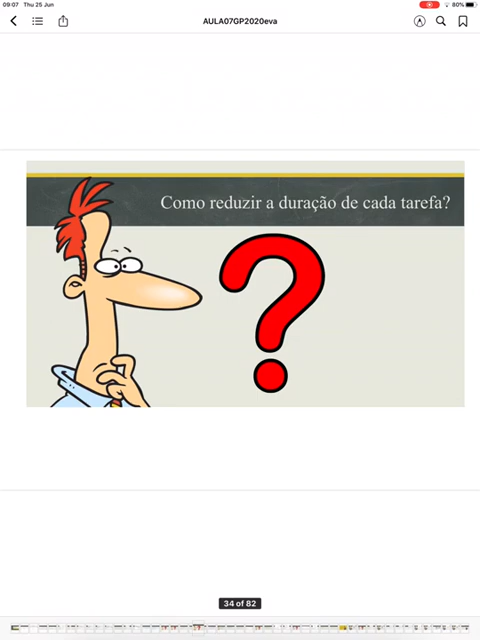 09:07 Thu 25 Jun
80%
AULA07GP2020eva
Como reduzir a duração de cada tarefa?
34 of 82